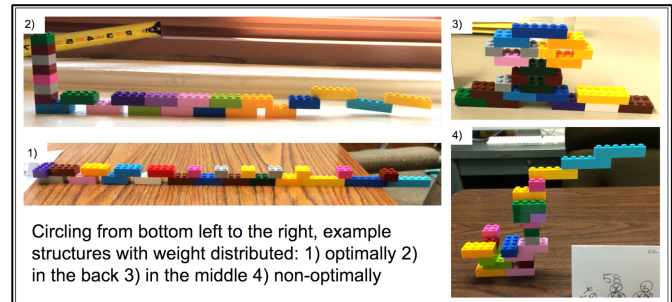 2)
3)
1)
4)
Circling from bottom left to the right, example
structures with weight distributed: 1) optimally 2)
in the back 3) in the middle 4) non-optimally
58